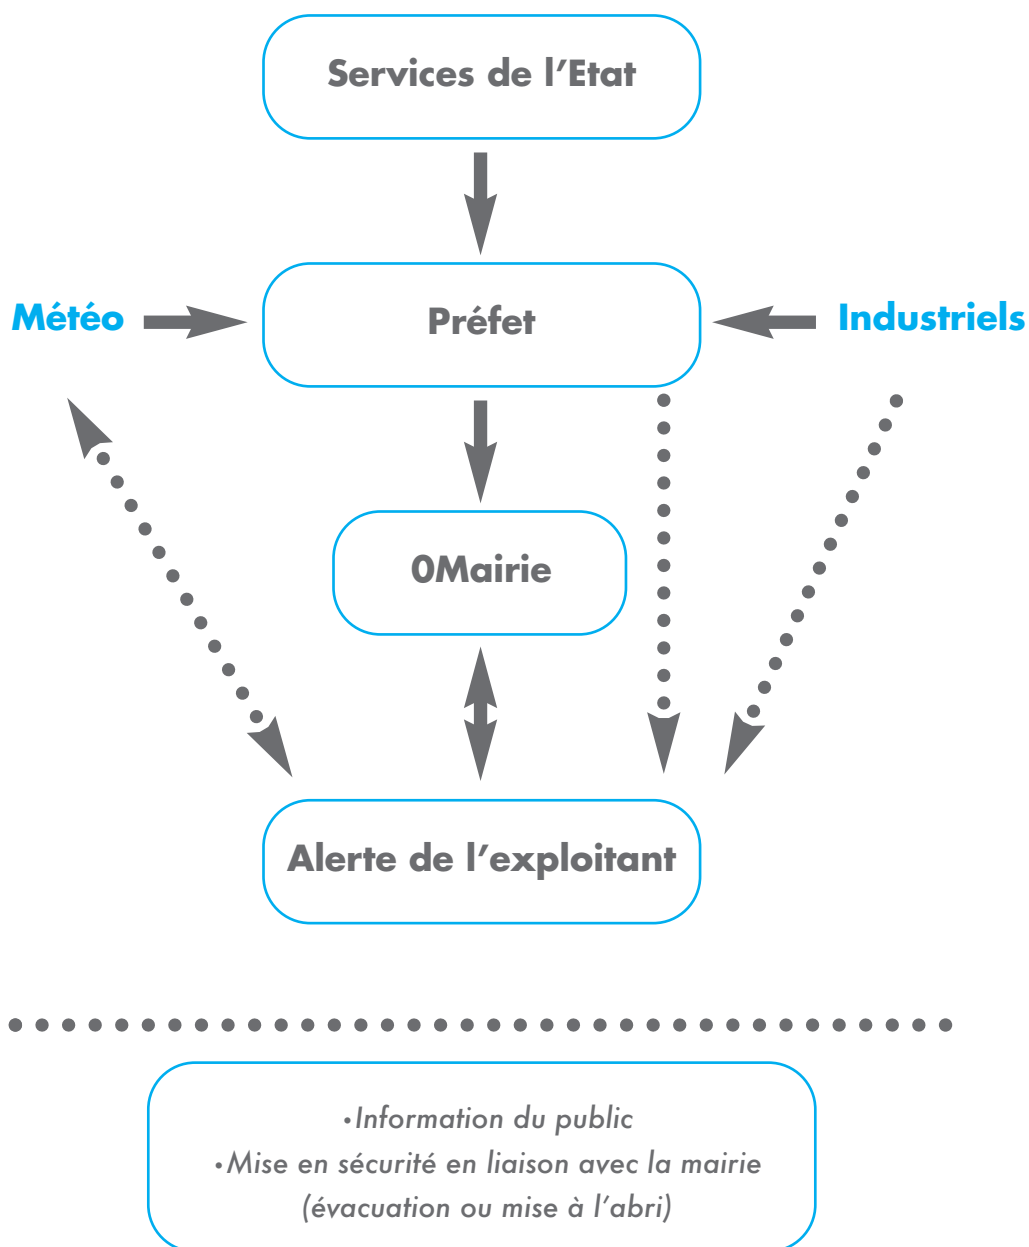 Services de l’Etat
Météo
Préfet
Industriels
0Mairie
Alerte de l’exploitant
•Information du public
•Mise en sécurité en liaison avec la mairie
(évacuation ou mise à l’abri)